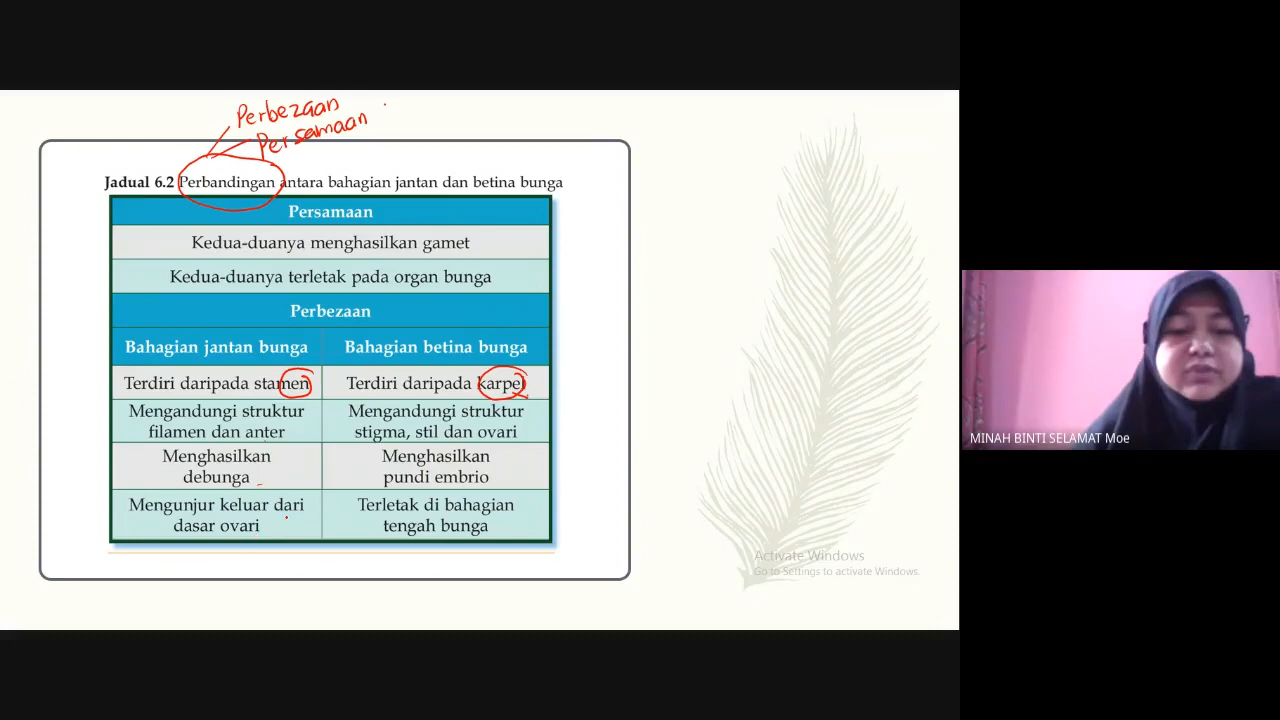 Perbezaan
Persamaan
Jadual 6.2 Perbandingan antara bahagian jantan dan betina bunga
Persamaan
Kedua-duanya menghasilkan gamet
Kedua-duanya terletak pada organ bunga
Perbezaan
Bahagian jantan bunga
Bahagian betina bunga
Terdiri daripada stamen
Terdiri daripada karpel
Mengandungi struktur
filamen dan anter
Mengandungi struktur
stigma, stil dan ovari
Menghasilkan
debunga
Menghasilkan
pundi embrio
Mengunjur keluar dari
dasar ovari
Terletak di bahagian
tengah bunga
Activate Windows
Go to Settings to activate Windows.
MINAH BINTI SELAMAT Moe